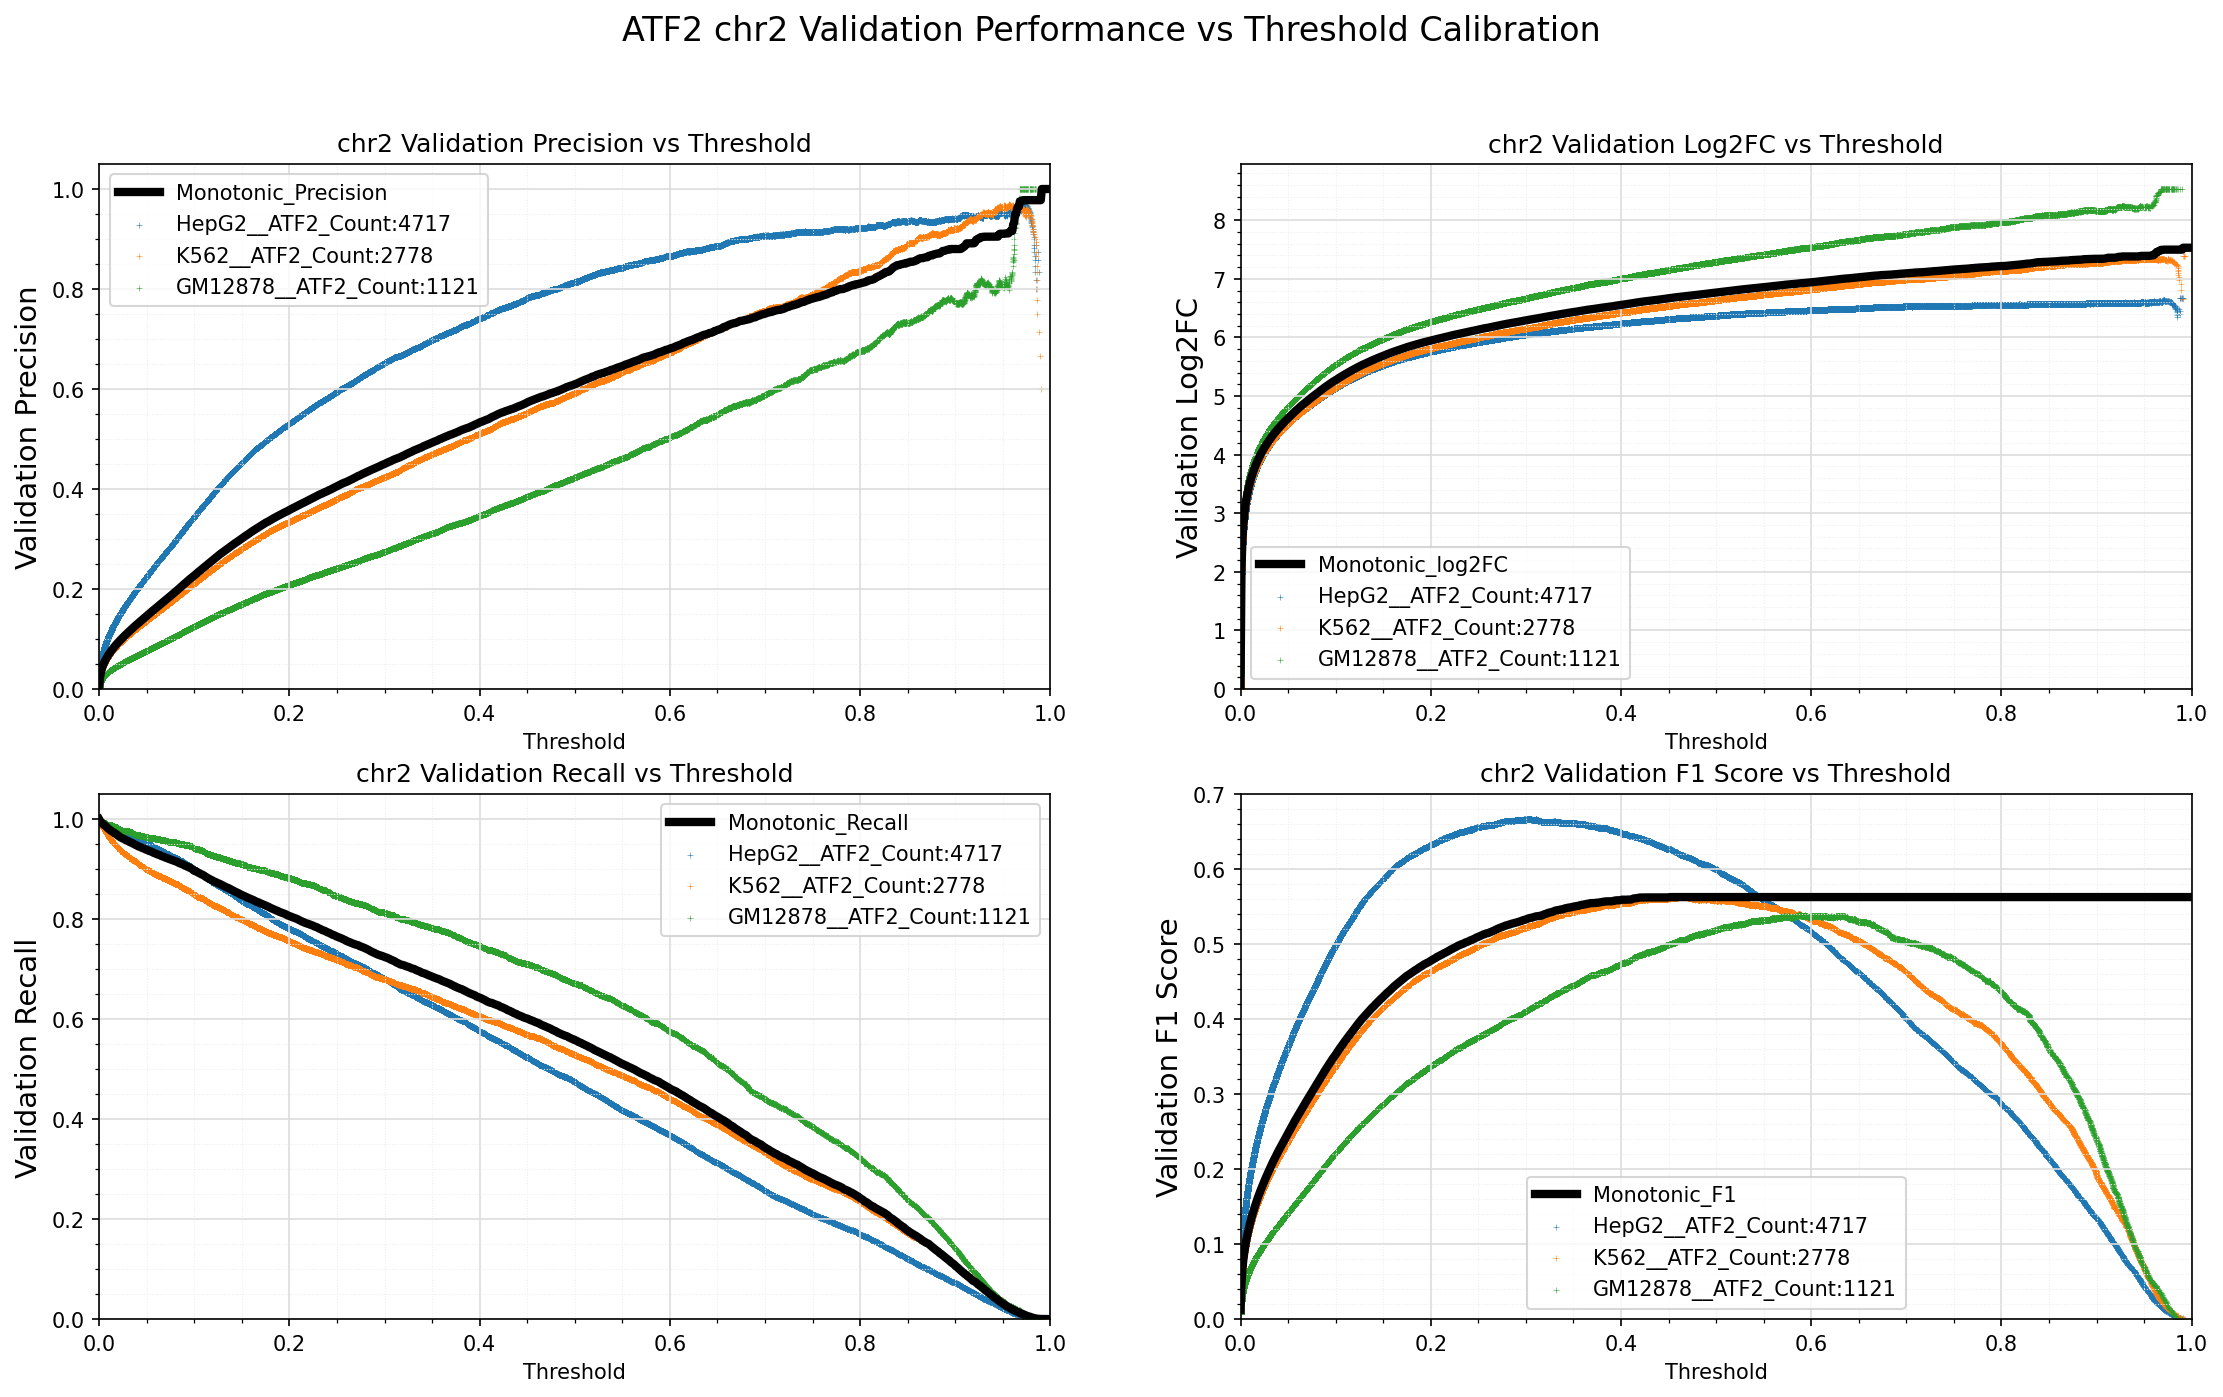 ATF2 chr2 Validation Performance vs Threshold Calibration
chr2 Validation Precision vs Threshold
Validation Precision
1.0
0.8
0.6
0.4
0.2
0.0
Monotonic_Precision
HepG2__ATF2_Count:4717
K562__ATF2_Count:2778
GM12878__ATF2_Count:1121
0.0 0.2 0.4 0.6 0.8 1.0
Threshold
chr2 Validation Log2FC vs Threshold
Validation Log2FC
8
7
6
5
4
3
2
1
0
Monotonic_log2FC
HepG2__ATF2_Count:4717
K562__ATF2_Count:2778
GM12878__ATF2_Count:1121
0.0 0.2 0.4 0.6 0.8 1.0
Threshold
chr2 Validation Recall vs Threshold
Validation Recall
1.0
0.8
0.6
0.4
0.2
0.0
Monotonic_Recall
HepG2__ATF2_Count:4717
K562__ATF2_Count:2778
GM12878__ATF2_Count:1121
0.0 0.2 0.4 0.6 0.8 1.0
Threshold
chr2 Validation F1 Score vs Threshold
Validation F1 Score
0.7
0.6
0.5
0.4
0.3
0.2
0.1
0.0
Monotonic_F1
HepG2__ATF2_Count:4717
K562__ATF2_Count:2778
GM12878__ATF2_Count:1121
0.0 0.2 0.4 0.6 0.8 1.0
Threshold